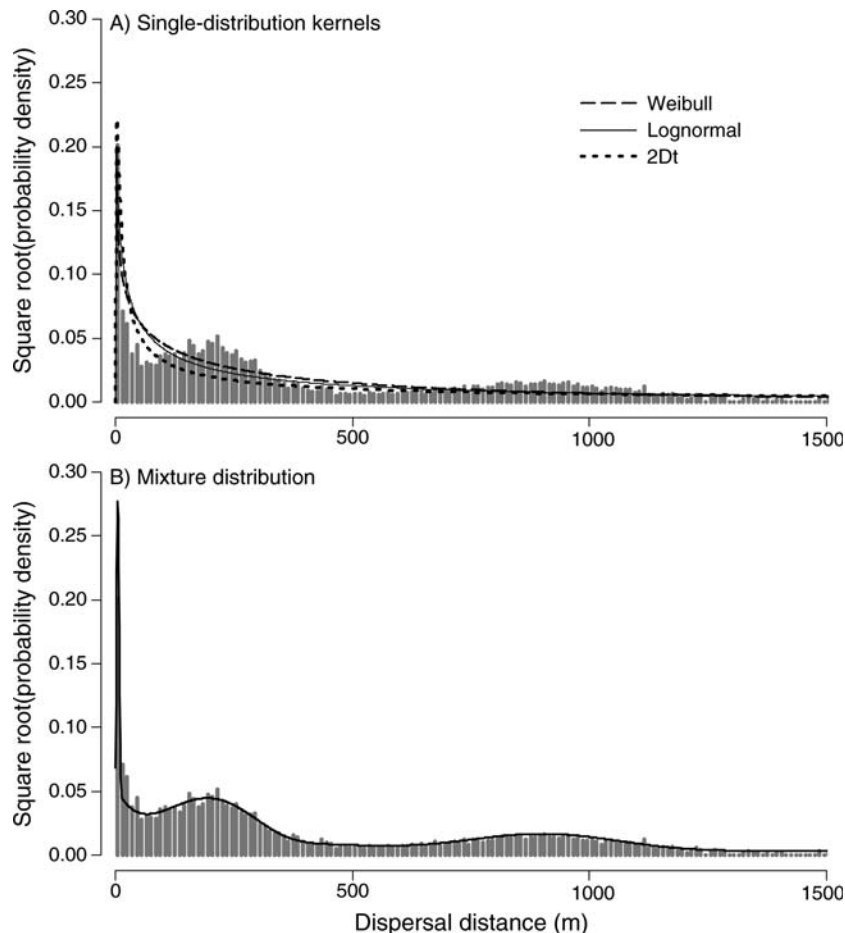 A) Single-distribution kernels
Square root(probability density)
0.30
0.25
0.20
0.15
0.10
0.05
0.00
Weibull
Lognormal
2Dt
0
500
1000
1500
B) Mixture distribution
Square root(probability density)
0.30
0.25
0.20
0.15
0.10
0.05
0.00
0
500
1000
1500
Dispersal distance (m)